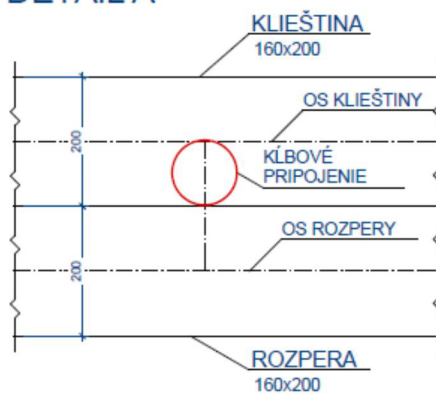 KLIEŠTINA
160x200
OS KLIEŠTINY
200
KĹBOVÉ
PRIPOJENIE
OS ROZPERY
200
ROZPERA
160x200